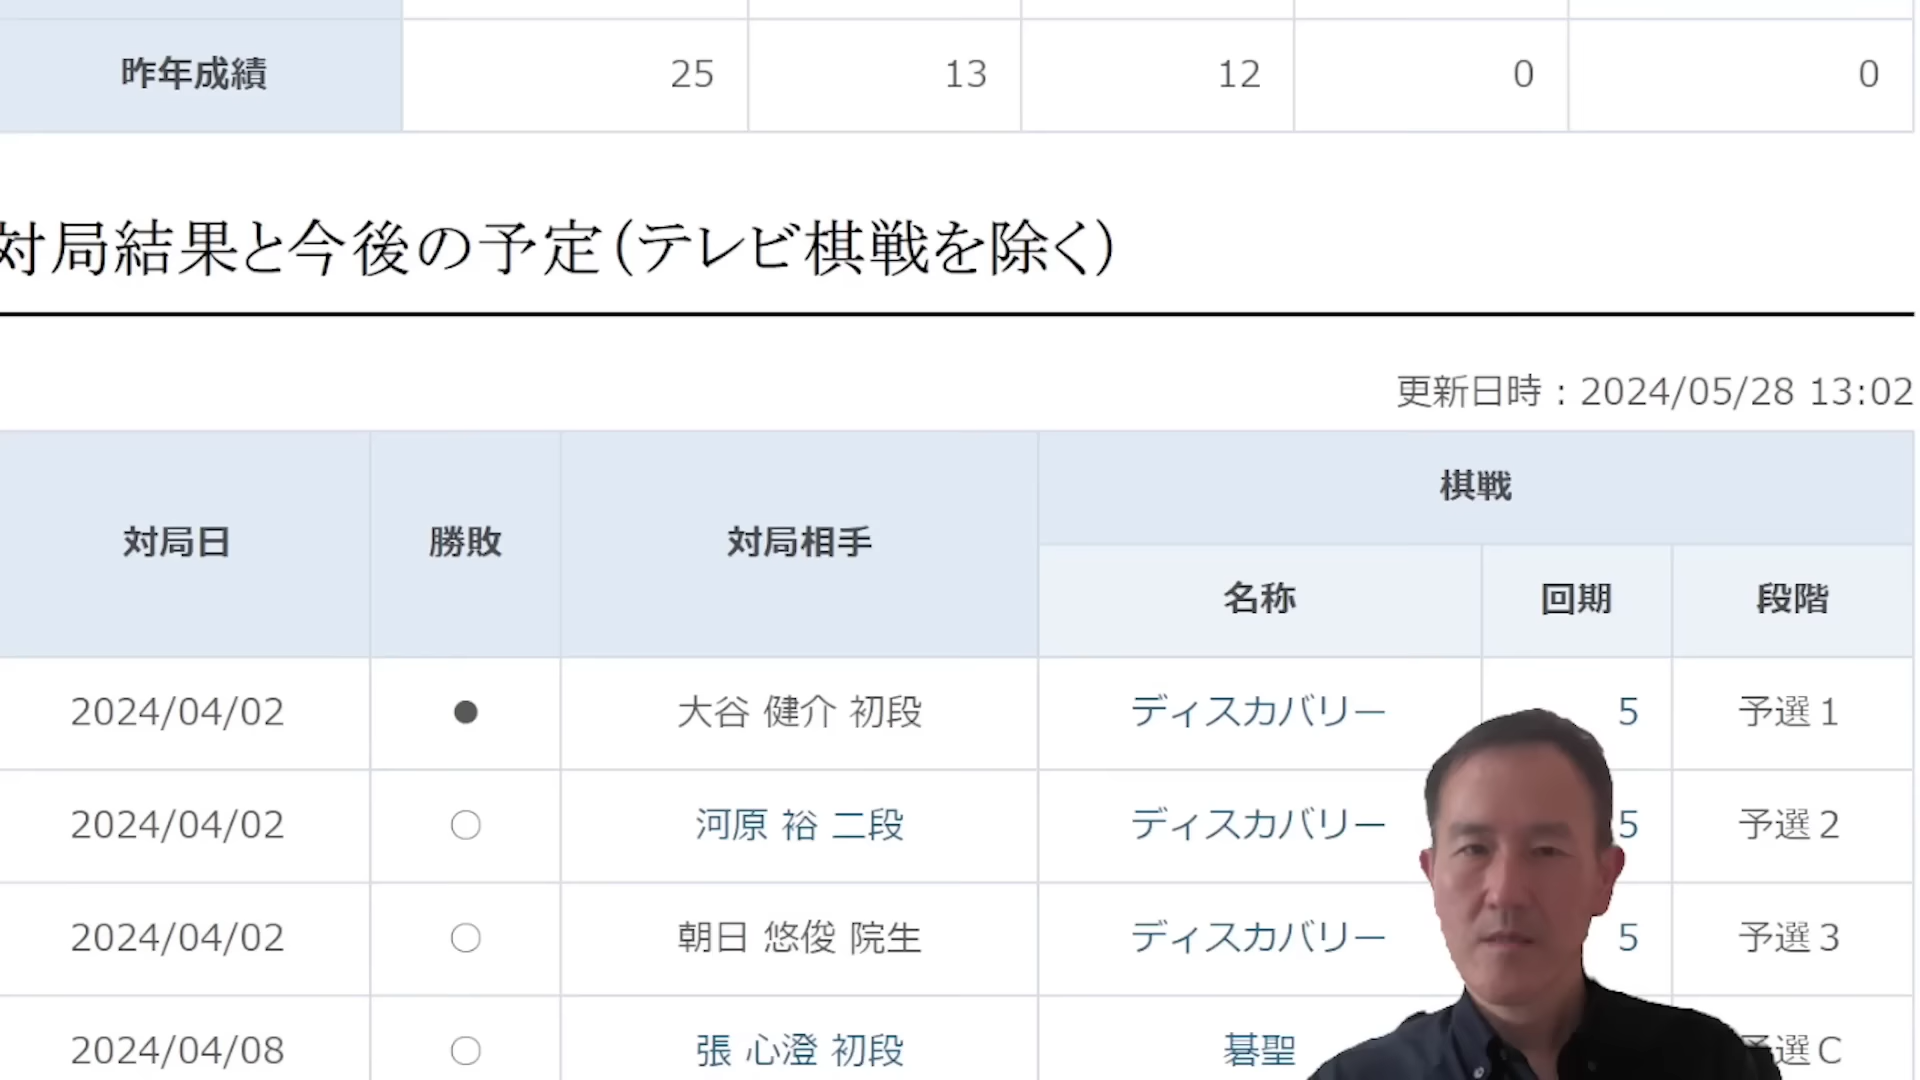 昨年成績 25 13 12 0 0
対局結果と今後の予定(テレビ棋戦を除く)
更新日時:2024/05/28 13:02
対局日 勝敗 対局相手 棋戦
名称 回期 段階
2024/04/02 ● 大谷 健介 初段 ディスカバリー 5 予選1
2024/04/02 ○ 河原 裕 二段 ディスカバリー 5 予選2
2024/04/02 ○ 朝日 悠俊 院生 ディスカバリー 5 予選3
2024/04/08 ○ 張 心澄 初段 碁聖 予選C